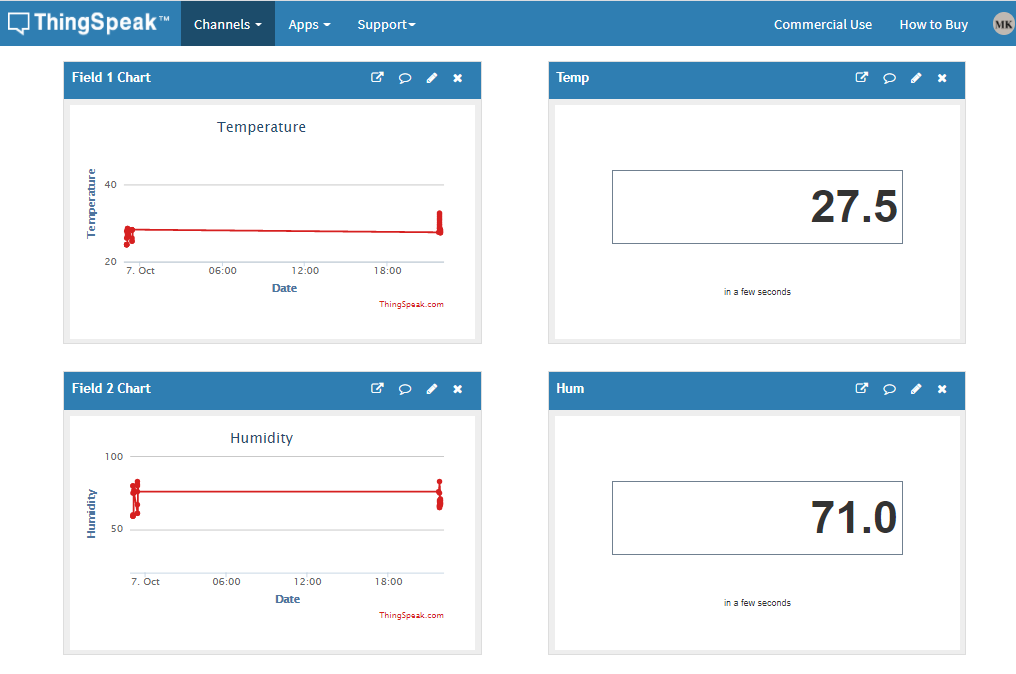 ThingSpeak™ Channels Apps Support Commercial Use How to Buy MK
Field 1 Chart
Temperature
Temperature
40
20
7. Oct 06:00 12:00 18:00
Date
ThingSpeak.com
Temp
27.5
in a few seconds
Field 2 Chart
Humidity
Humidity
100
50
7. Oct 06:00 12:00 18:00
Date
ThingSpeak.com
Hum
71.0
in a few seconds